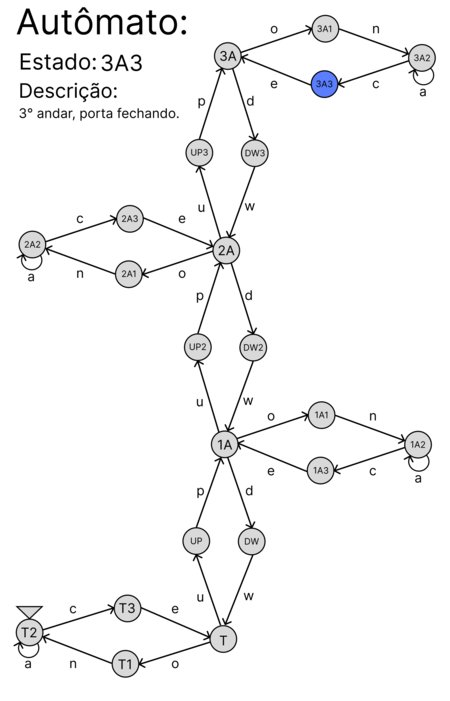 Autômato:
Estado: 3A3
Descrição:
3° andar, porta fechando.
o
3A1
n
3A
3A2
e
3A3
c
a
p
d
UP3
DW3
u
w
c
2A3
e
2A2
2A
a
n
2A1
o
p
d
UP2
DW2
u
w
o
1A1
n
1A
1A2
e
1A3
c
a
p
d
UP
DW
u
w
c
T3
e
T2
T
a
n
T1
o